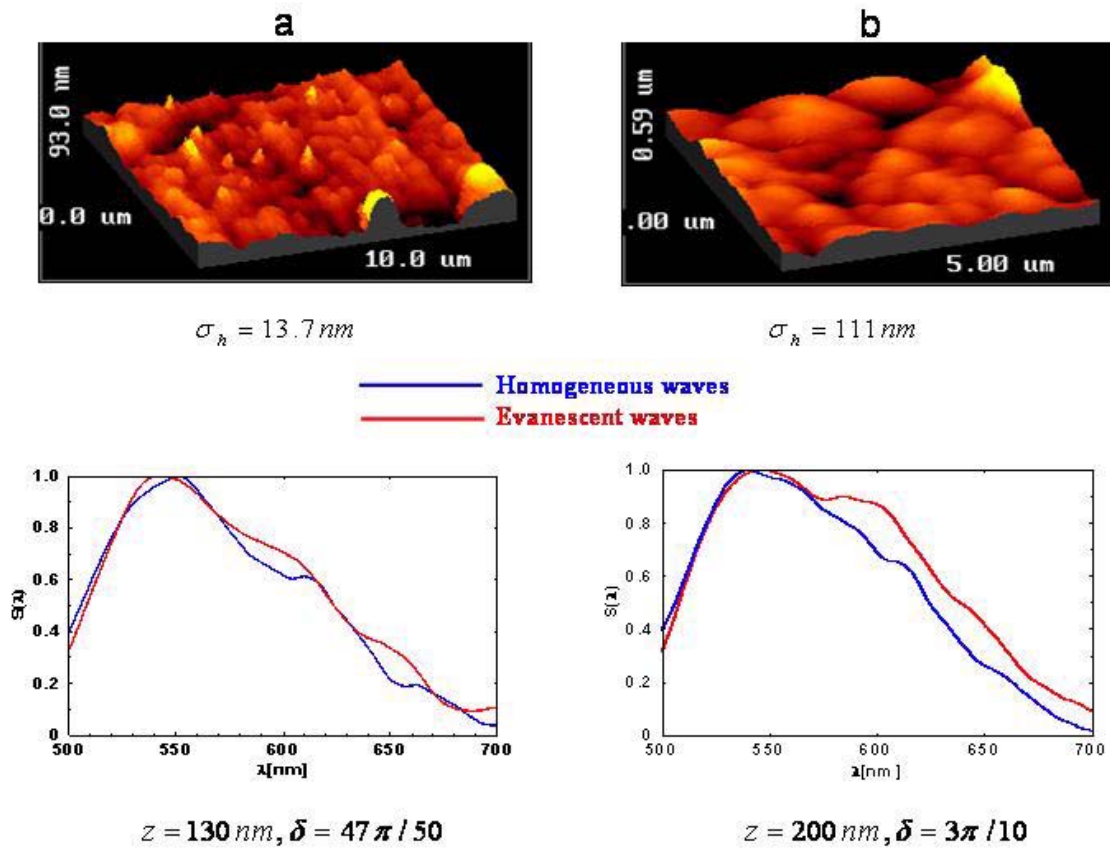 a
b
93.0 nm
0.0 um
10.0 um
0.59 um
.00 um
5.00 um
σh = 13.7 nm
σh = 111 nm
Homogeneous waves
Evanescent waves
S(λ)
1.0
0.8
0.6
0.4
0.2
0
500
550
600
650
700
λ[nm]
S(λ)
1.0
0.8
0.6
0.4
0.2
0
500
550
600
650
700
λ[nm ]
z = 130 nm, δ = 47 π / 50
z = 200 nm, δ = 3π / 10